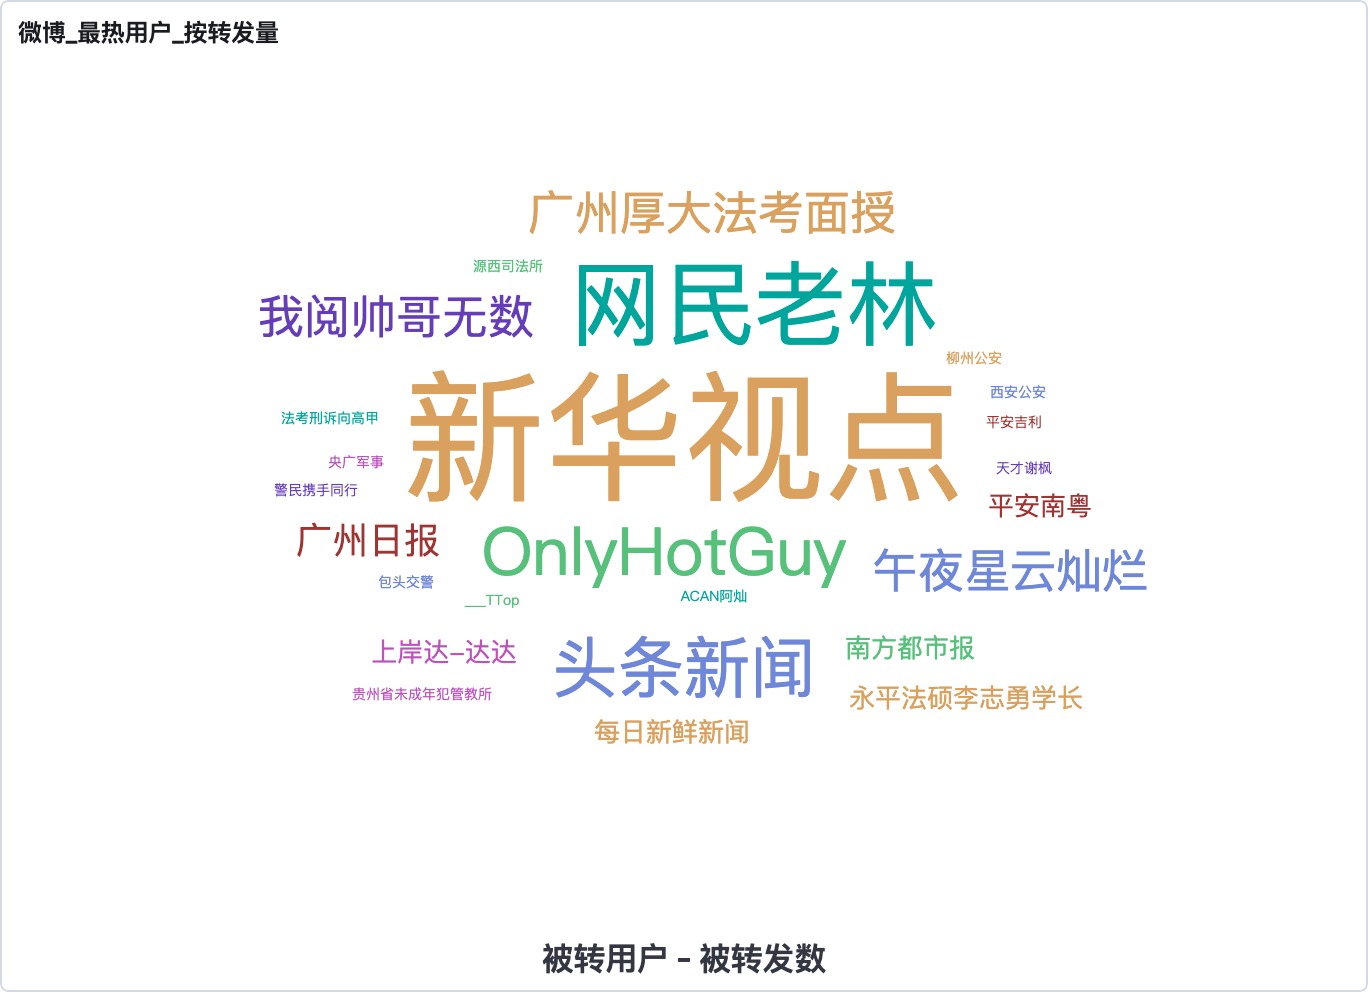 微博_最热用户_按转发量
广州厚大法考面授
源西司法所
网民老林
我阅帅哥无数
柳州公安
新华视点
西安公安
法考刑诉向高甲
平安吉利
央广军事
天才谢枫
警民携手同行
平安南粤
广州日报
OnlyHotGuy
午夜星云灿烂
包头交警
___TTop
ACAN阿灿
上岸达-达达
头条新闻
南方都市报
贵州省未成年犯管教所
永平法硕李志勇学长
每日新鲜新闻
被转用户 - 被转发数